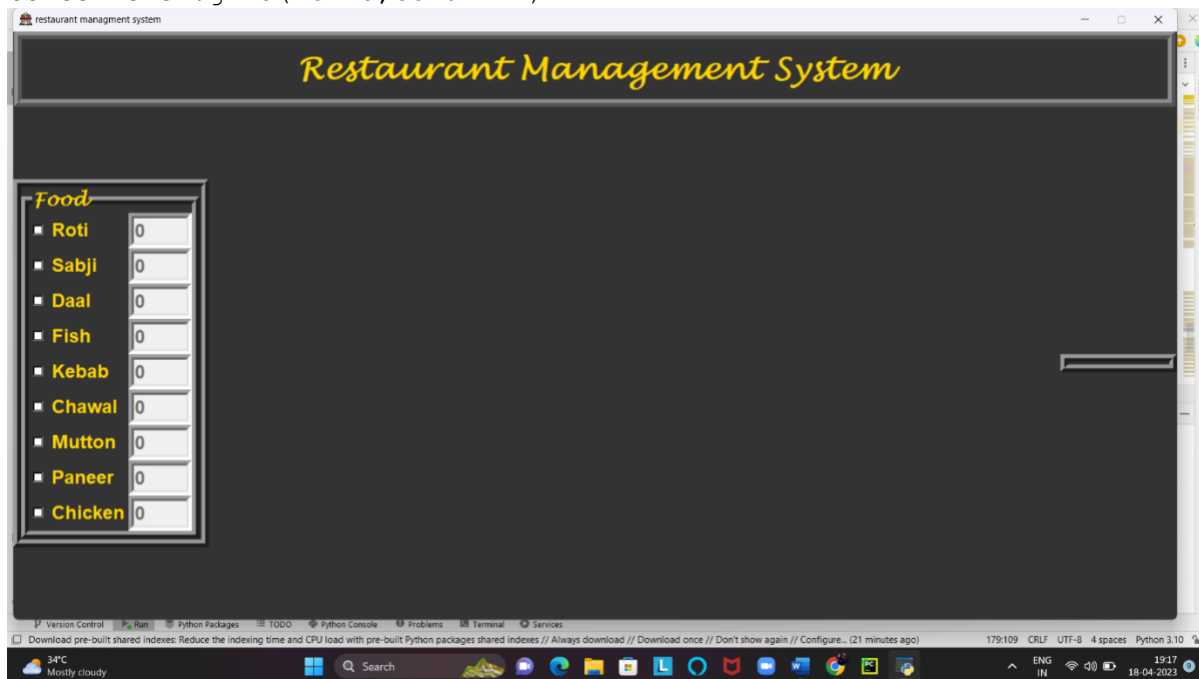 restaurant managment system
Restaurant Management System
Food
Roti 0
Sabji 0
Daal 0
Fish 0
Kebab 0
Chawal 0
Mutton 0
Paneer 0
Chicken 0
Version Control Run Python Packages TODO Python Console Problems Terminal Services
Download pre-built shared indexes: Reduce the indexing time and CPU load with pre-built Python packages shared indexes // Always download // Download once // Don't show again // Configure... (21 minutes ago) 179:109 CRLF UTF-8 4 spaces Python 3.10
34°C
Mostly cloudy
Search
ENG
IN
19:17
18-04-2023